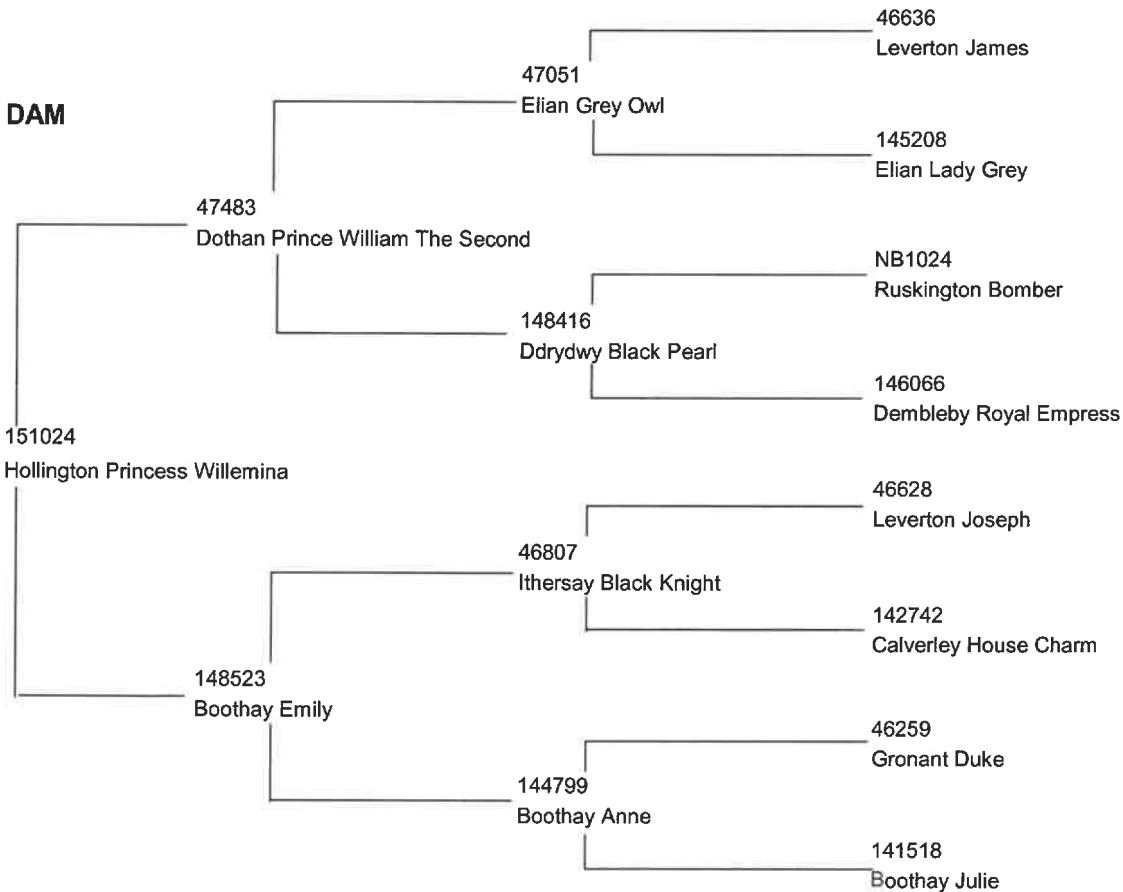 46636
Leverton James
47051
Elian Grey Owl
DAM
145208
Elian Lady Grey
47483
Dothan Prince William The Second
NB1024
Ruskington Bomber
148416
Ddrydwy Black Pearl
146066
Dembleby Royal Empress
151024
Hollington Princess Willemina
46628
Leverton Joseph
46807
Ithersay Black Knight
142742
Calverley House Charm
148523
Boothay Emily
46259
Gronant Duke
144799
Boothay Anne
141518
Boothay Julie